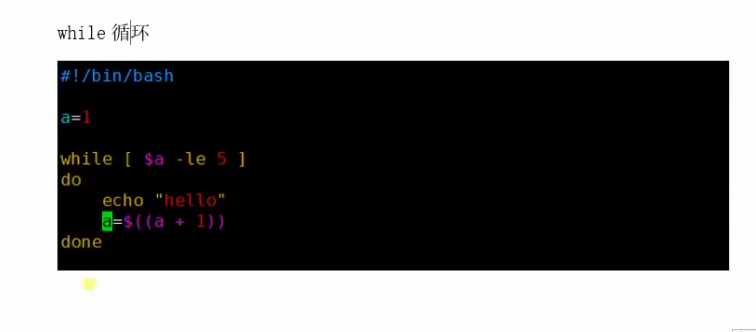 while 循环
#!/bin/bash
a=1
while [ $a -le 5 ]
do
    echo "hello"
    a=$((a + 1))
done